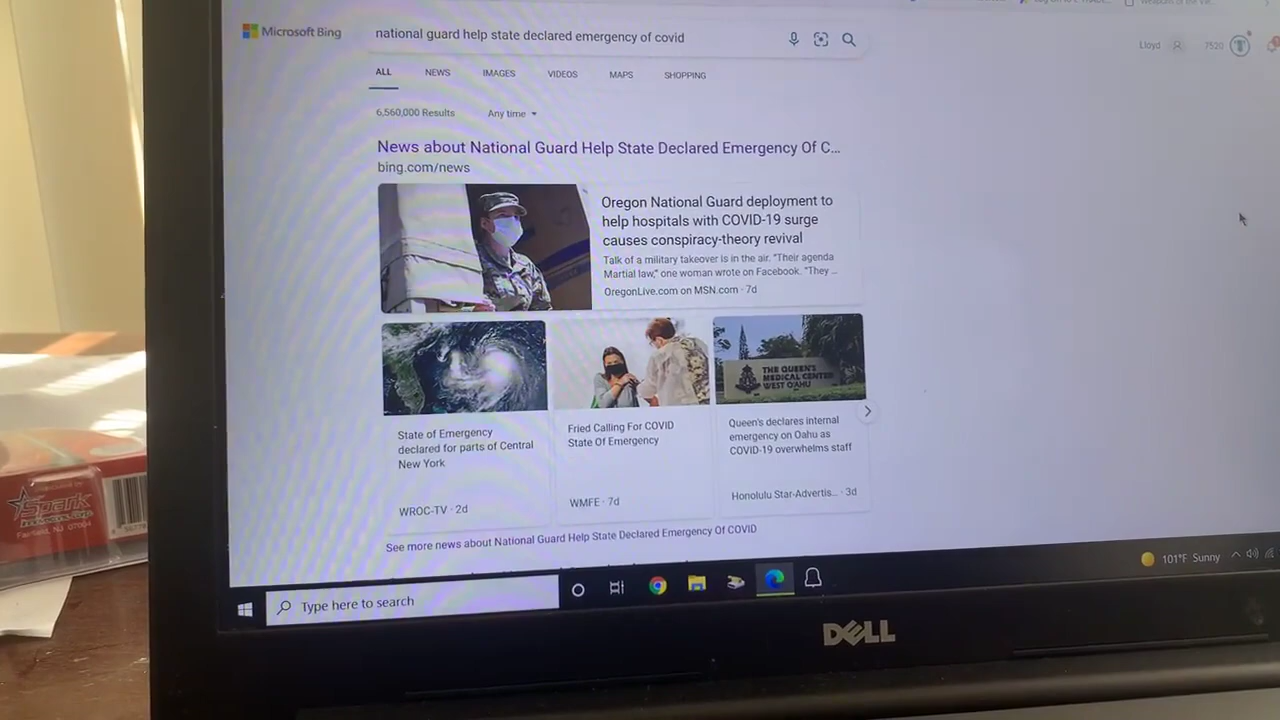 Microsoft Bing
national guard help state declared emergency of covid
Lloyd
7520
ALL
NEWS
IMAGES
VIDEOS
MAPS
SHOPPING
6,560,000 Results
Any time
News about National Guard Help State Declared Emergency Of C...
bing.com/news
Oregon National Guard deployment to
help hospitals with COVID-19 surge
causes conspiracy-theory revival
Talk of a military takeover is in the air. "Their agenda
Martial law," one woman wrote on Facebook. "They ...
OregonLive.com on MSN.com · 7d
THE QUEEN'S
MEDICAL CENTER
WEST O'AHU
State of Emergency
declared for parts of Central
New York
WROC-TV · 2d
Fried Calling For COVID
State Of Emergency
WMFE · 7d
Queen's declares internal
emergency on Oahu as
COVID-19 overwhelms staff
Honolulu Star-Advertis... · 3d
See more news about National Guard Help State Declared Emergency Of COVID
Type here to search
101°F Sunny
DELL
Spark
Fairfield, NJ 07004